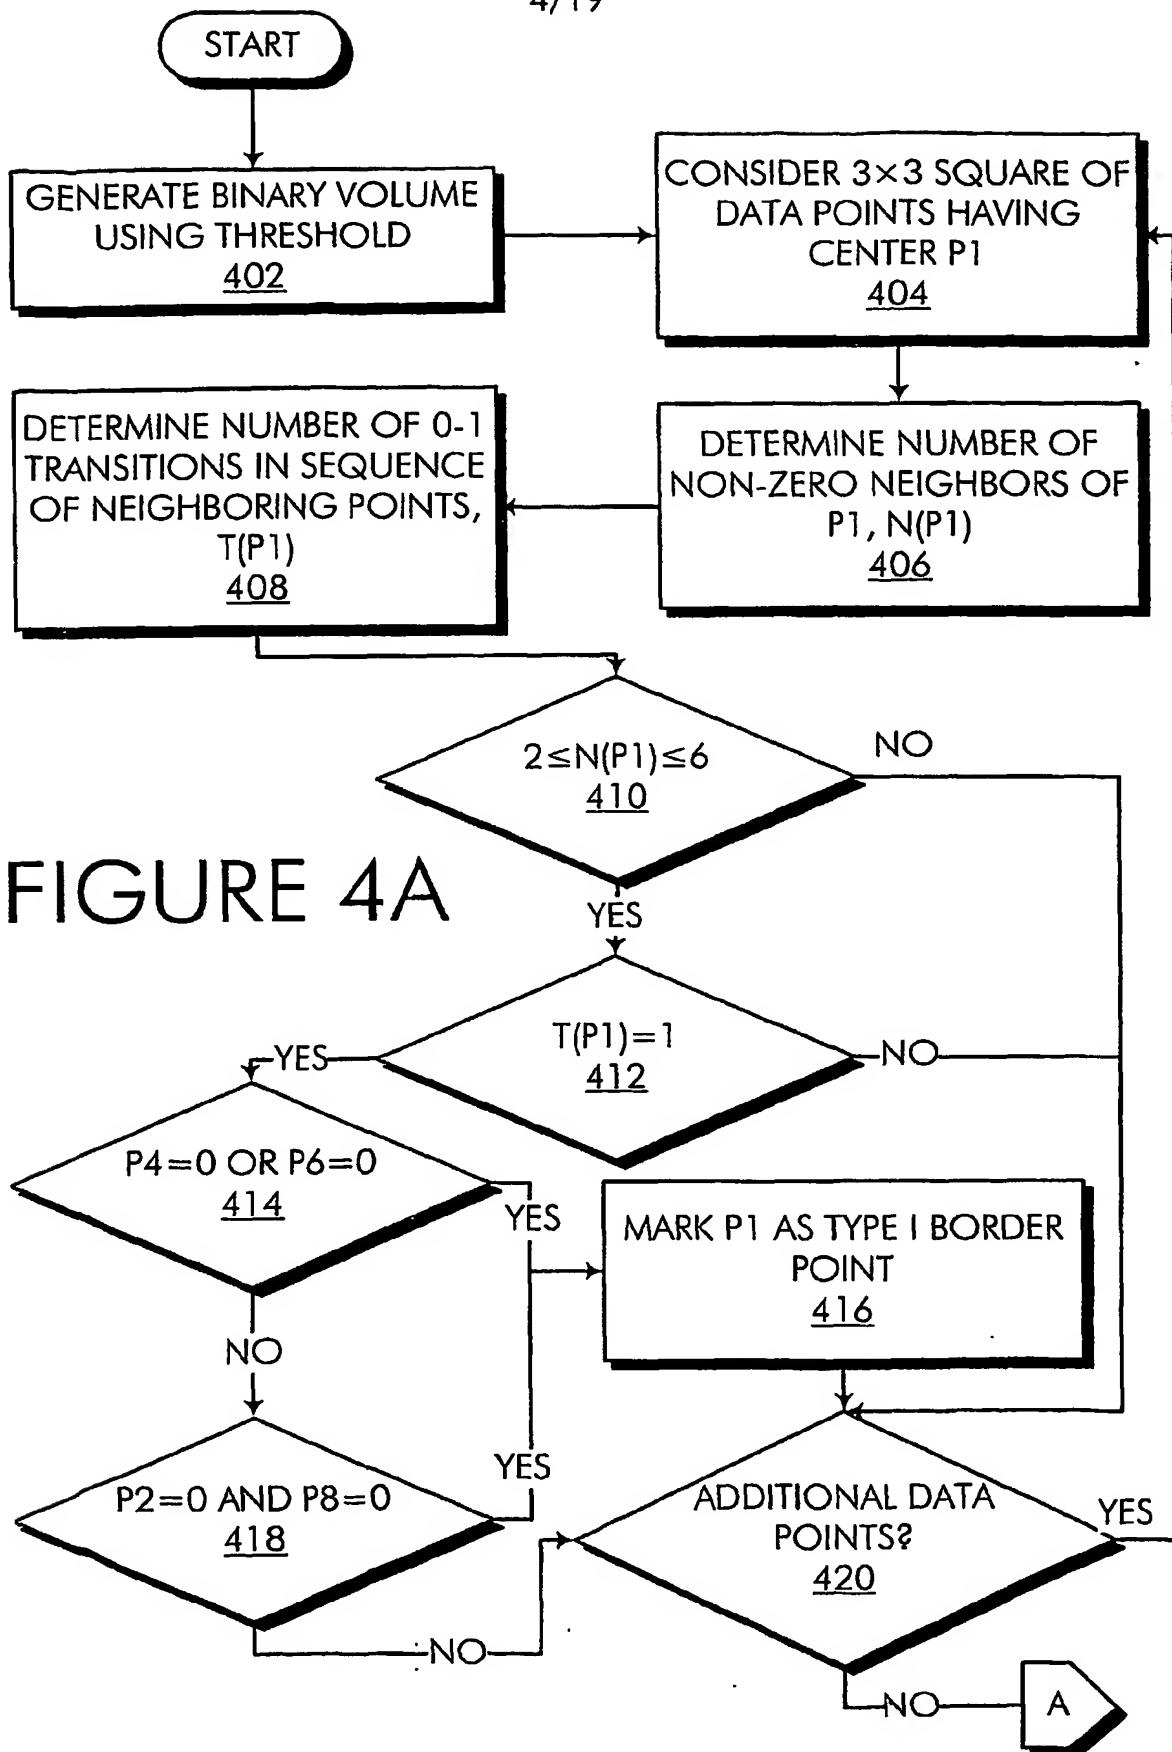 4/19
START
GENERATE BINARY VOLUME
USING THRESHOLD
402
CONSIDER 3×3 SQUARE OF
DATA POINTS HAVING
CENTER P1
404
DETERMINE NUMBER OF 0-1
TRANSITIONS IN SEQUENCE
OF NEIGHBORING POINTS,
T(P1)
408
DETERMINE NUMBER OF
NON-ZERO NEIGHBORS OF
P1, N(P1)
406
2≤N(P1)≤6
410
NO
FIGURE 4A
YES
T(P1)=1
412
YES
NO
P4=0 OR P6=0
414
YES
MARK P1 AS TYPE I BORDER
POINT
416
NO
YES
P2=0 AND P8=0
418
ADDITIONAL DATA
POINTS?
420
YES
NO
NO
A